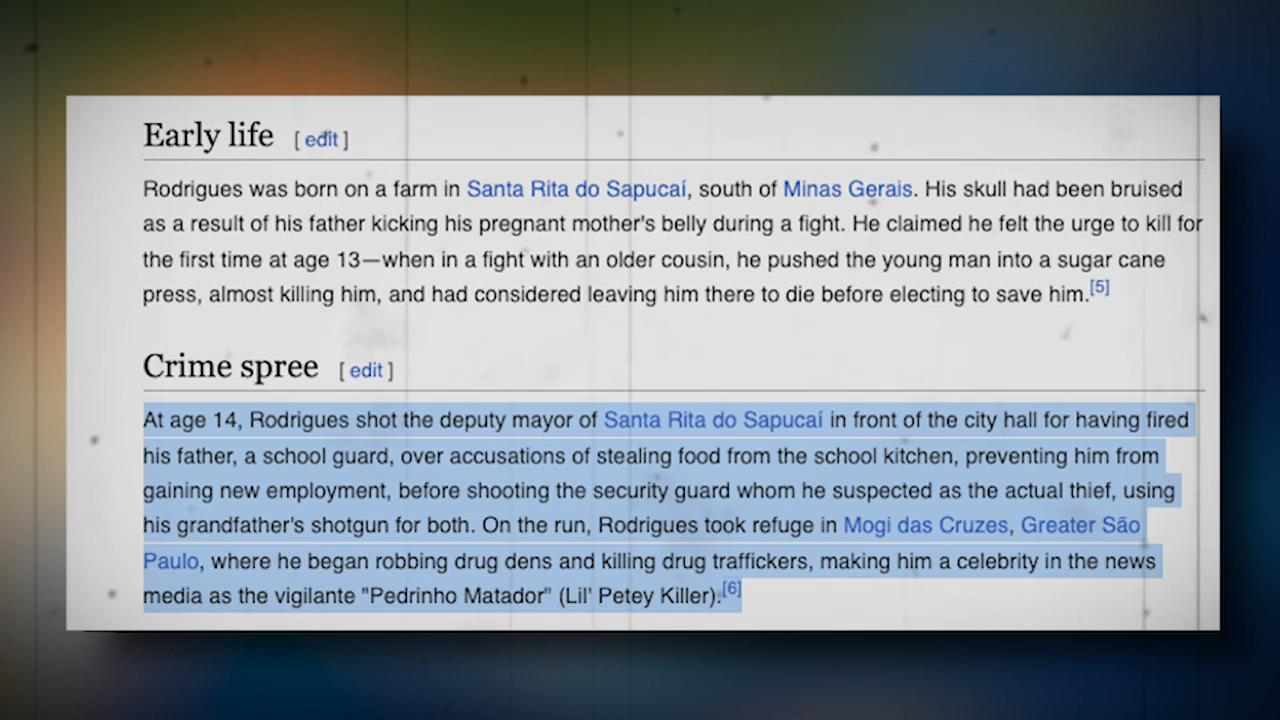 Early life [ edit ]
Rodrigues was born on a farm in Santa Rita do Sapucaí, south of Minas Gerais. His skull had been bruised
as a result of his father kicking his pregnant mother's belly during a fight. He claimed he felt the urge to kill for
the first time at age 13—when in a fight with an older cousin, he pushed the young man into a sugar cane
press, almost killing him, and had considered leaving him there to die before electing to save him.[5]
Crime spree [ edit ]
At age 14, Rodrigues shot the deputy mayor of Santa Rita do Sapucaí in front of the city hall for having fired
his father, a school guard, over accusations of stealing food from the school kitchen, preventing him from
gaining new employment, before shooting the security guard whom he suspected as the actual thief, using
his grandfather's shotgun for both. On the run, Rodrigues took refuge in Mogi das Cruzes, Greater São
Paulo, where he began robbing drug dens and killing drug traffickers, making him a celebrity in the news
media as the vigilante "Pedrinho Matador" (Lil' Petey Killer).[6]